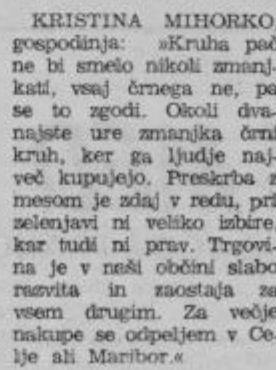 KRISTINA MIHORKO
gospodinja: »Kruha pač
ne bi smelo nikoli zmanj-
kati, vsaj črnega ne, pa
se to zgodi. Okoli dva-
najste ure zmanjka črni
kruh, ker ga ljudje naj-
več kupujejo. Preskrba z
mesom je zdaj v redu, pri
zelenjavi ni veliko izbire,
kar tudi ni prav. Trgovi-
na je v naši občini slabo
razvita in zaostaja za
vsem drugim. Za večje
nakupe se odpeljem v Ce-
lje ali Maribor.«